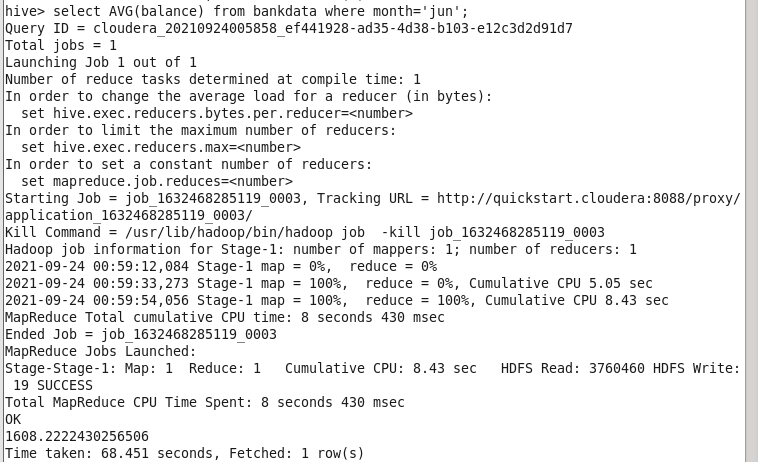 hive> select AVG(balance) from bankdata where month='jun';
Query ID = cloudera_20210924005858_ef441928-ad35-4d38-b103-e12c3d2d91d7
Total jobs = 1
Launching Job 1 out of 1
Number of reduce tasks determined at compile time: 1
In order to change the average load for a reducer (in bytes):
  set hive.exec.reducers.bytes.per.reducer=<number>
In order to limit the maximum number of reducers:
  set hive.exec.reducers.max=<number>
In order to set a constant number of reducers:
  set mapreduce.job.reduces=<number>
Starting Job = job_1632468285119_0003, Tracking URL = http://quickstart.cloudera:8088/proxy/
application_1632468285119_0003/
Kill Command = /usr/lib/hadoop/bin/hadoop job  -kill job_1632468285119_0003
Hadoop job information for Stage-1: number of mappers: 1; number of reducers: 1
2021-09-24 00:59:12,084 Stage-1 map = 0%,  reduce = 0%
2021-09-24 00:59:33,273 Stage-1 map = 100%,  reduce = 0%, Cumulative CPU 5.05 sec
2021-09-24 00:59:54,056 Stage-1 map = 100%,  reduce = 100%, Cumulative CPU 8.43 sec
MapReduce Total cumulative CPU time: 8 seconds 430 msec
Ended Job = job_1632468285119_0003
MapReduce Jobs Launched:
Stage-Stage-1: Map: 1  Reduce: 1   Cumulative CPU: 8.43 sec   HDFS Read: 3760460 HDFS Write:
 19 SUCCESS
Total MapReduce CPU Time Spent: 8 seconds 430 msec
OK
1608.2222430256506
Time taken: 68.451 seconds, Fetched: 1 row(s)